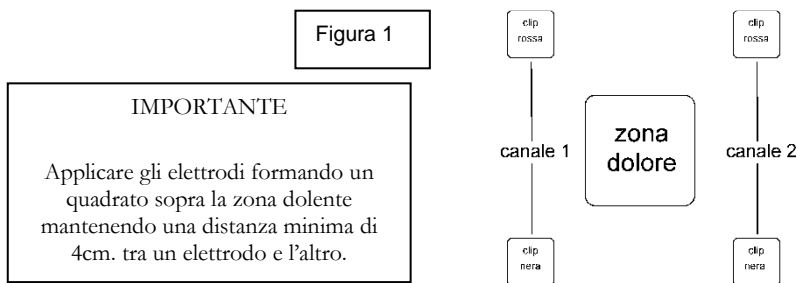 Figura 1
IMPORTANTE
Applicare gli elettrodi formando un
quadrato sopra la zona dolente
mantenendo una distanza minima di
4cm. tra un elettrodo e l'altro.
clip
rossa
clip
rossa
canale 1
zona
dolore
canale 2
clip
nera
clip
nera